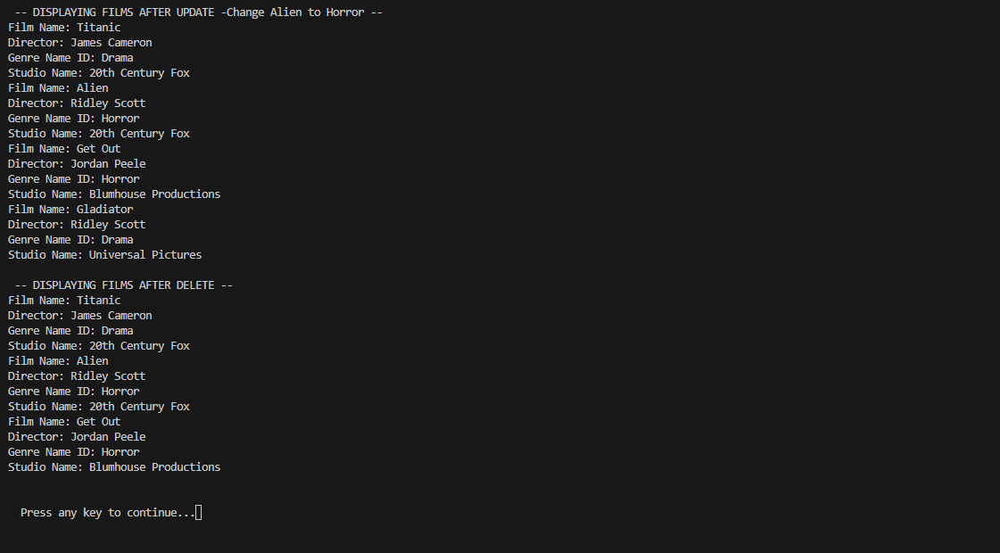 -- DISPLAYING FILMS AFTER UPDATE -Change Alien to Horror --
Film Name: Titanic
Director: James Cameron
Genre Name ID: Drama
Studio Name: 20th Century Fox
Film Name: Alien
Director: Ridley Scott
Genre Name ID: Horror
Studio Name: 20th Century Fox
Film Name: Get Out
Director: Jordan Peele
Genre Name ID: Horror
Studio Name: Blumhouse Productions
Film Name: Gladiator
Director: Ridley Scott
Genre Name ID: Drama
Studio Name: Universal Pictures
-- DISPLAYING FILMS AFTER DELETE --
Film Name: Titanic
Director: James Cameron
Genre Name ID: Drama
Studio Name: 20th Century Fox
Film Name: Alien
Director: Ridley Scott
Genre Name ID: Horror
Studio Name: 20th Century Fox
Film Name: Get Out
Director: Jordan Peele
Genre Name ID: Horror
Studio Name: Blumhouse Productions
Press any key to continue...